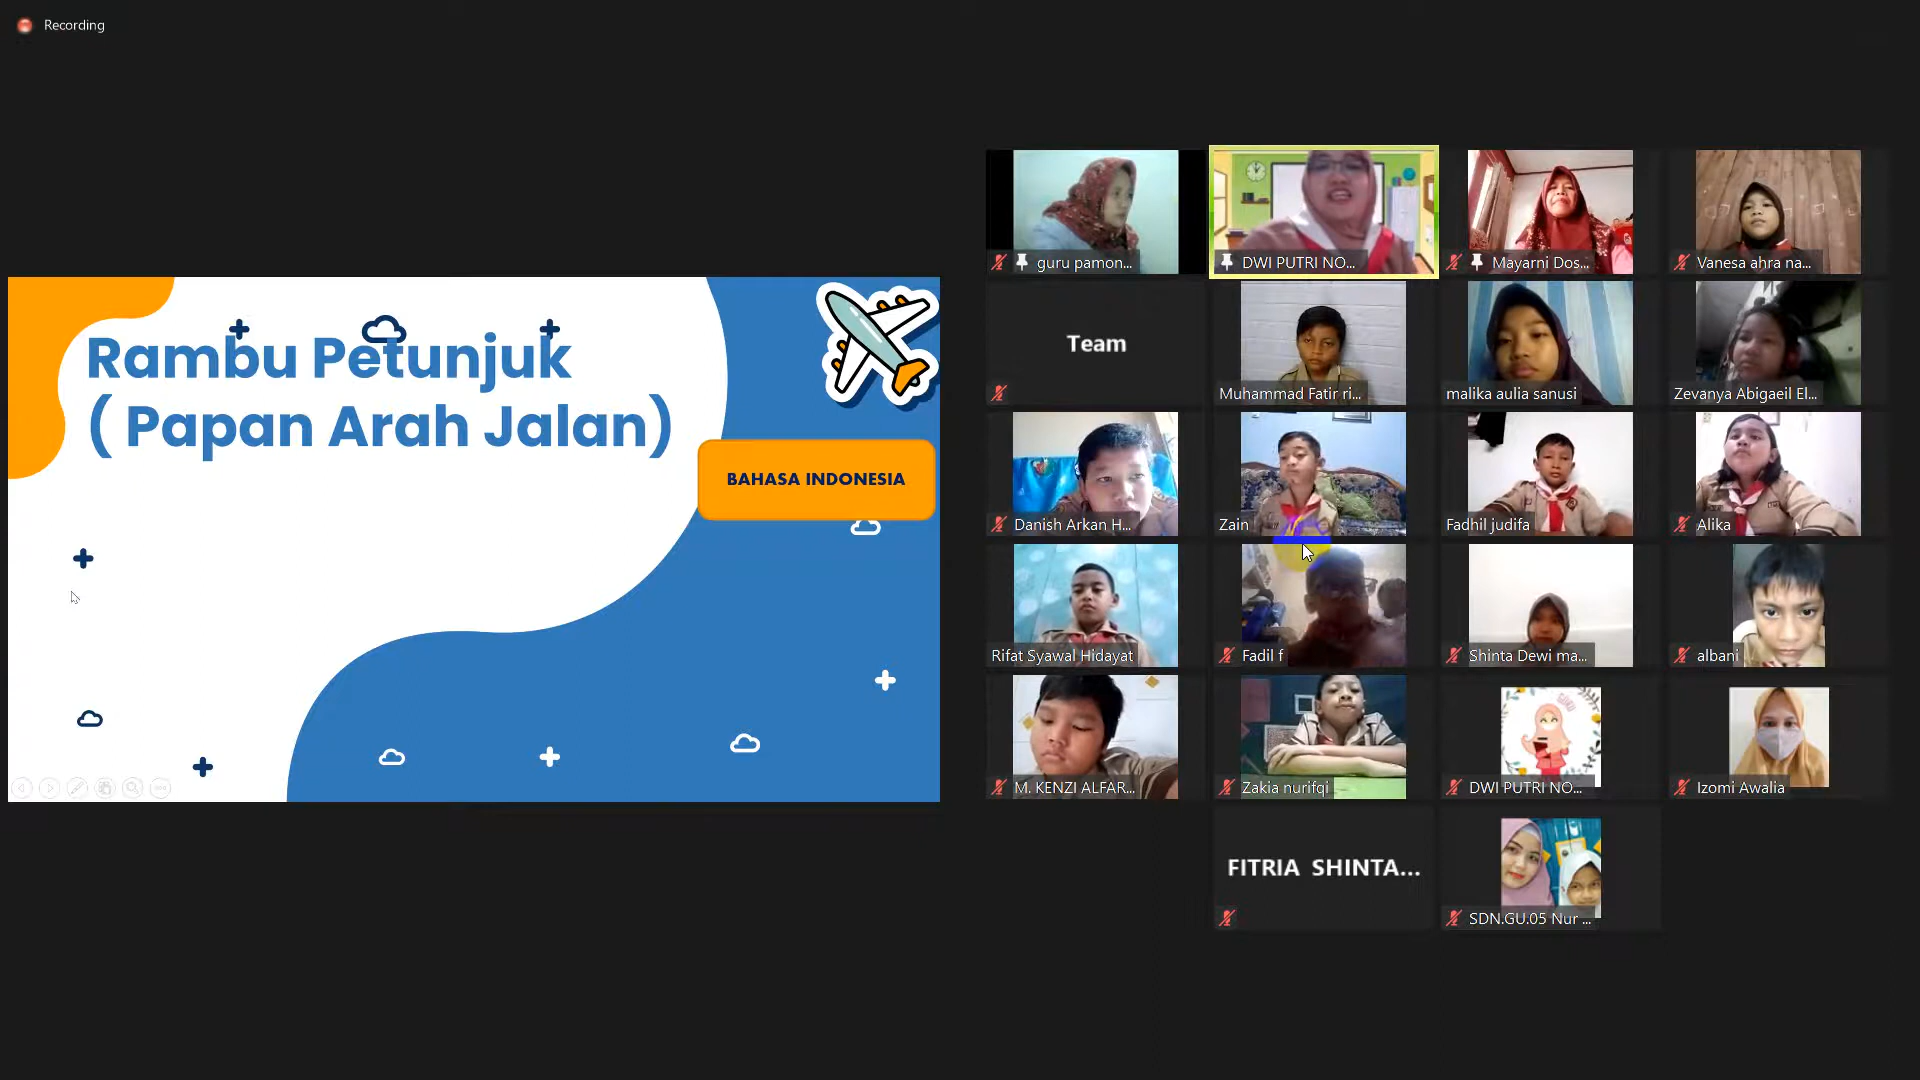 Recording
Rambu Petunjuk
( Papan Arah Jalan)
BAHASA INDONESIA
guru pamon...
DWI PUTRI NO...
Mayarni Dos...
Vanesa ahra na...
Team
Muhammad Fatir ri...
malika aulia sanusi
Zevanya Abigaeil El...
Danish Arkan H...
Zain
Fadhil judifa
Alika
Rifat Syawal Hidayat
Fadil f
Shinta Dewi ma...
albani
M. KENZI ALFAR...
Zakia nurifqi
GURU
DWI PUTRI NO...
Izomi Awalia
FITRIA SHINTA...
SDN.GU.05 Nur ...